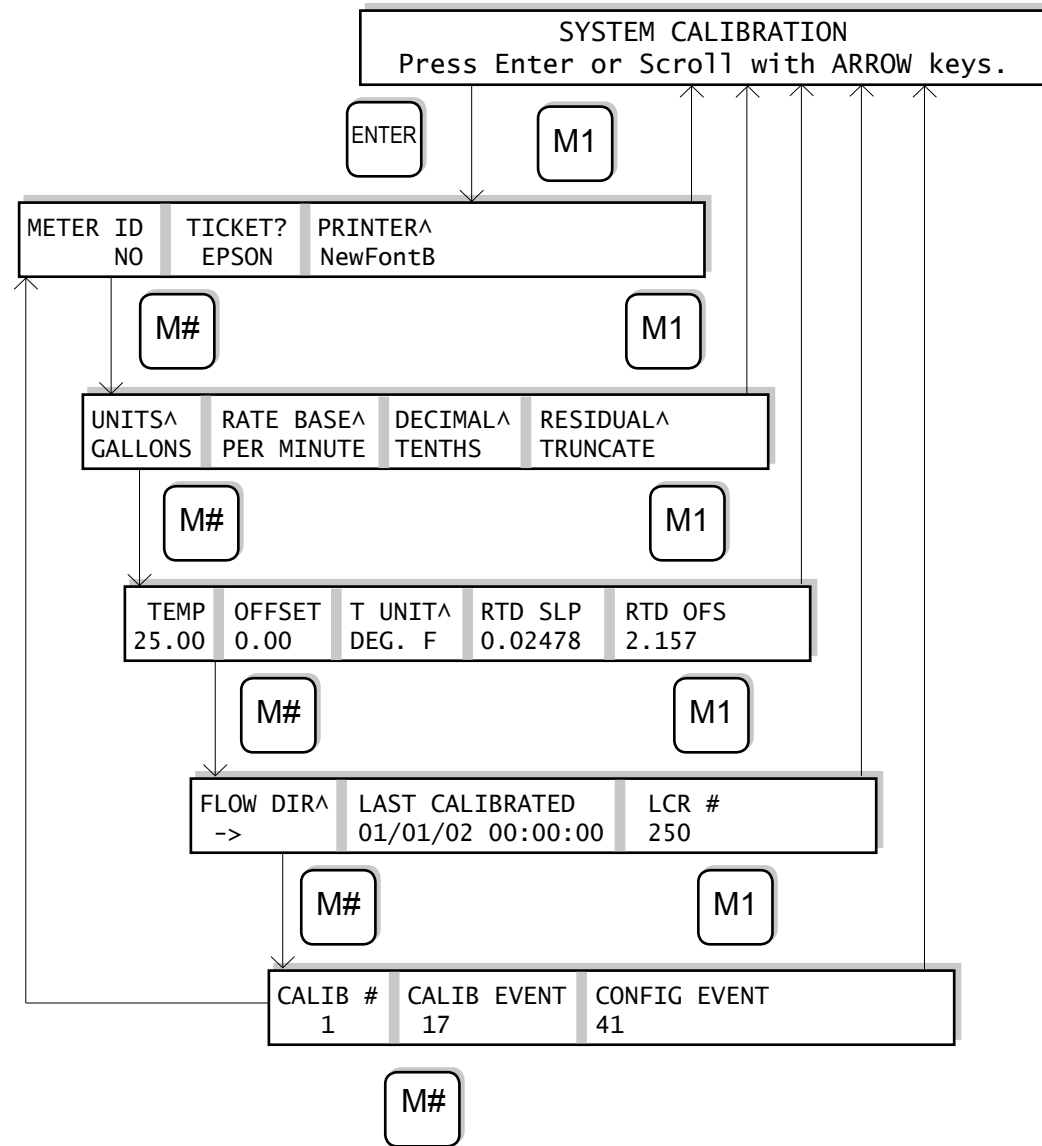 SYSTEM CALIBRATION
Press Enter or Scroll with ARROW keys.
ENTER
M1
METER ID TICKET? PRINTER^
NO EPSON NewFontB
M#
M1
UNITS^ RATE BASE^ DECIMAL^ RESIDUAL^
GALLONS PER MINUTE TENTHS TRUNCATE
M#
M1
TEMP OFFSET T UNIT^ RTD SLP RTD OFS
25.00 0.00 DEG. F 0.02478 2.157
M#
M1
FLOW DIR^ LAST CALIBRATED LCR #
-> 01/01/02 00:00:00 250
M#
M1
CALIB # CALIB EVENT CONFIG EVENT
1 17 41
M#